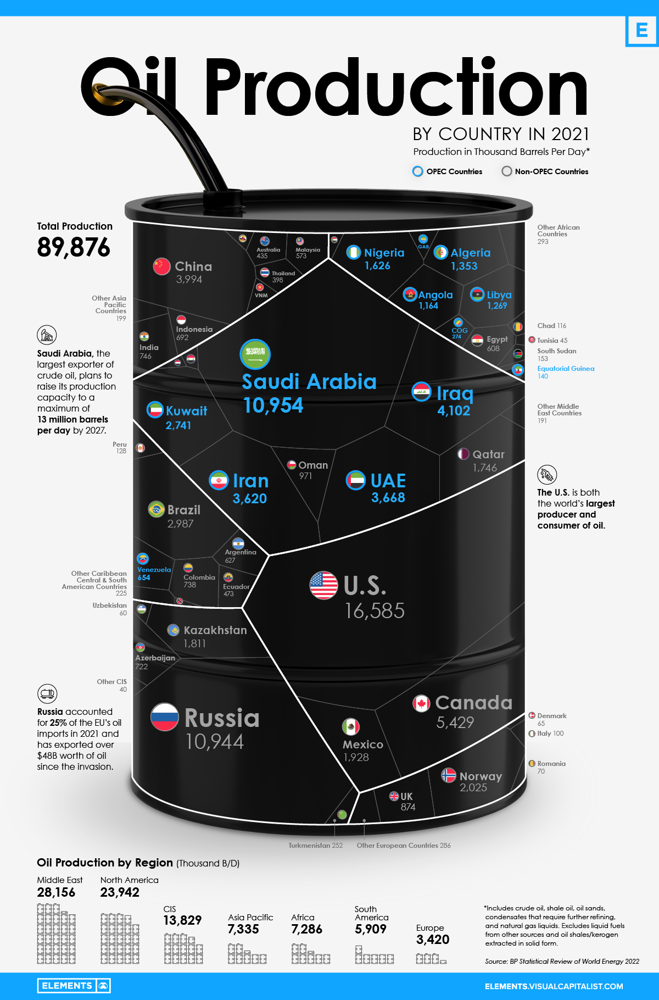 E
Oil Production
BY COUNTRY IN 2021
Production in Thousand Barrels Per Day*
OPEC Countries
Non-OPEC Countries
Total Production
89,876
Other Asia
Pacific
Countries
199
Saudi Arabia, the
largest exporter of
crude oil, plans to
raise its production
capacity to a
maximum of
13 million barrels
per day by 2027.
Peru
128
Other Caribbean
Central & South
American Countries
225
Uzbekistan
60
Other CIS
40
Russia accounted
for 25% of the EU's oil
imports in 2021 and
has exported over
$48B worth of oil
since the invasion.
China
3,994
Australia
435
Malaysia
573
Thailand
398
VNM
Indonesia
692
India
746
Nigeria
1,626
GAB
Algeria
1,353
Angola
1,164
Libya
1,269
COG
274
Egypt
608
Saudi Arabia
10,954
Iraq
4,102
Kuwait
2,741
Iran
3,620
Oman
971
UAE
3,668
Qatar
1,746
Brazil
2,987
Argentina
627
Venezuela
654
Colombia
738
Ecuador
473
U.S.
16,585
Kazakhstan
1,811
Azerbaijan
722
Russia
10,944
Canada
5,429
Mexico
1,928
Norway
2,025
UK
874
Other African
Countries
293
Chad 116
Tunisia 45
South Sudan
153
Equatorial Guinea
140
Other Middle
East Countries
191
The U.S. is both
the world's largest
producer and
consumer of oil.
Denmark
65
Italy 100
Romania
70
Turkmenistan 252
Other European Countries 286
Oil Production by Region (Thousand B/D)
Middle East
28,156
North America
23,942
CIS
13,829
Asia Pacific
7,335
Africa
7,286
South
America
5,909
Europe
3,420
*Includes crude oil, shale oil, oil sands,
condensates that require further refining,
and natural gas liquids. Excludes liquid fuels
from other sources and oil shales/kerogen
extracted in solid form.
Source: BP Statistical Review of World Energy 2022
ELEMENTS
ELEMENTS.VISUALCAPITALIST.COM